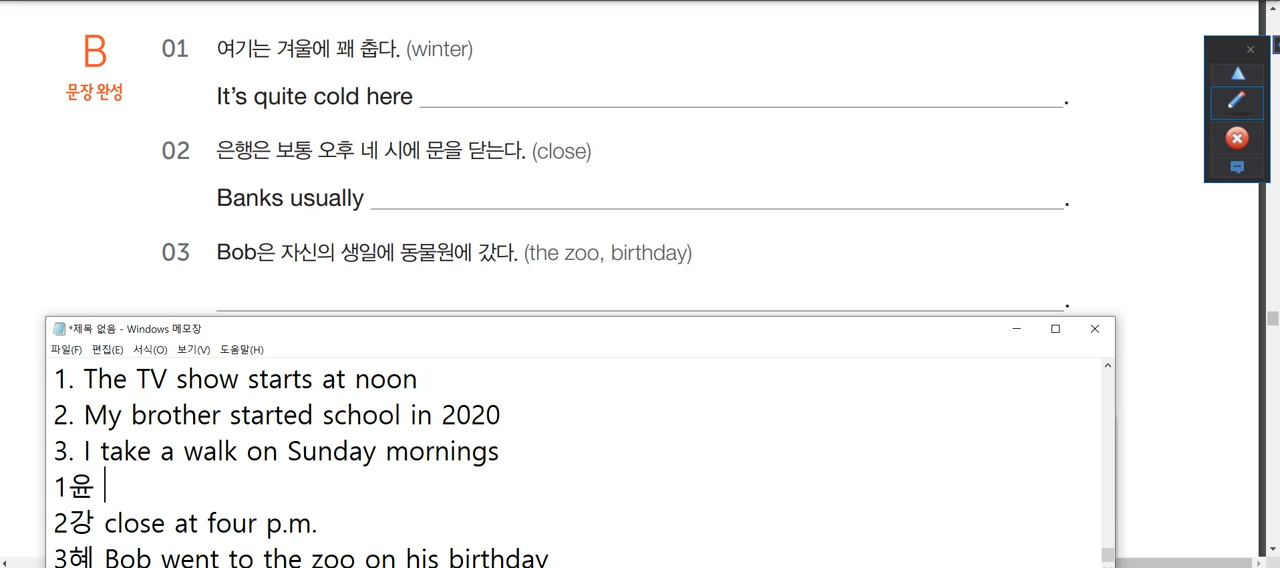 B 01 여기는 겨울에 꽤 춥다. (winter)
문장 완성
It's quite cold here ____.
02 은행은 보통 오후 네 시에 문을 닫는다. (close)
Banks usually ____.
03 Bob은 자신의 생일에 동물원에 갔다. (the zoo, birthday)
____.
*제목 없음 - Windows 메모장
파일(F) 편집(E) 서식(O) 보기(V) 도움말(H)
1. The TV show starts at noon
2. My brother started school in 2020
3. I take a walk on Sunday mornings
1윤
2강 close at four p.m.
3혜 Bob went to the zoo on his birthday